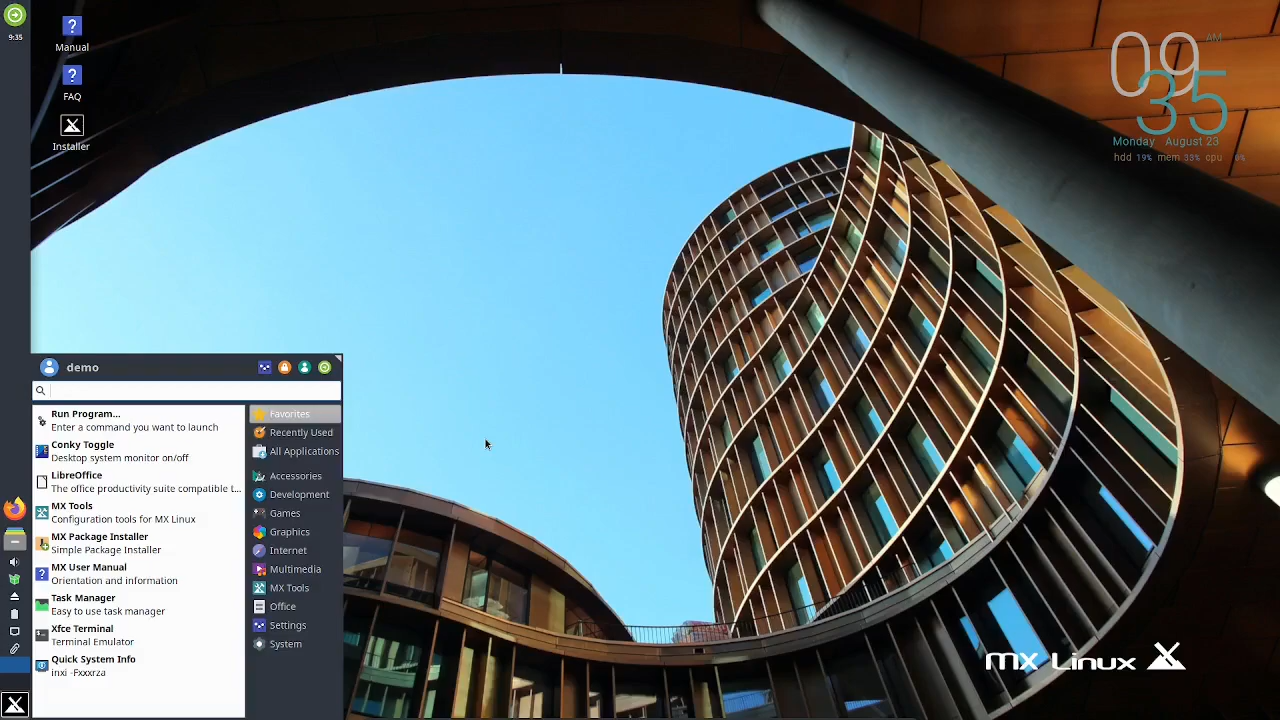 9:35
Manual
FAQ
Installer
09
AM
35
Monday August 23
hdd 19% mem 33% cpu 6%
demo
Run Program...
Enter a command you want to launch
Conky Toggle
Desktop system monitor on/off
LibreOffice
The office productivity suite compatible t...
MX Tools
Configuration tools for MX Linux
MX Package Installer
Simple Package Installer
MX User Manual
Orientation and information
Task Manager
Easy to use task manager
Xfce Terminal
Terminal Emulator
Quick System Info
inxi -Fxxxrza
Favorites
Recently Used
All Applications
Accessories
Development
Games
Graphics
Internet
Multimedia
MX Tools
Office
Settings
System
MX Linux